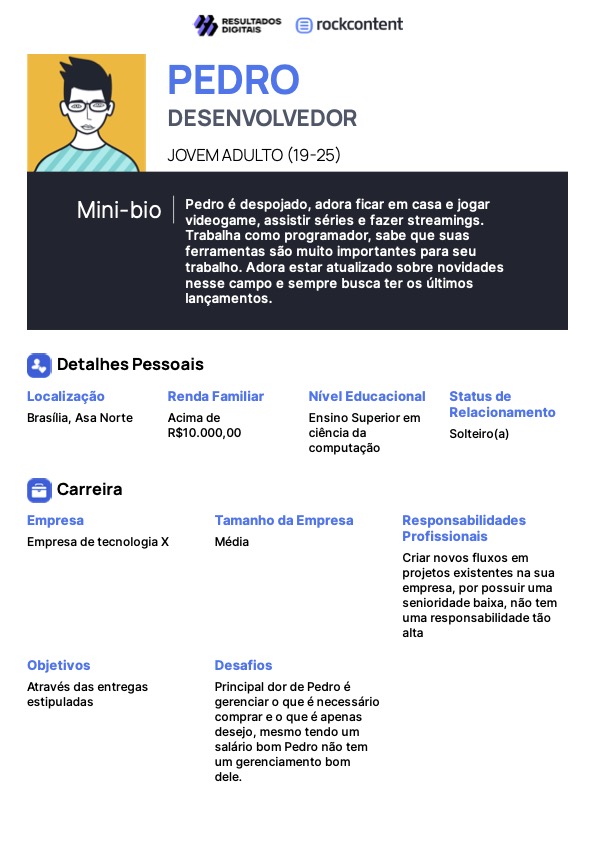 RESULTADOS
DIGITAIS
rockcontent
PEDRO
DESENVOLVEDOR
JOVEM ADULTO (19-25)
Mini-bio
Pedro é despojado, adora ficar em casa e jogar
videogame, assistir séries e fazer streamings.
Trabalha como programador, sabe que suas
ferramentas são muito importantes para seu
trabalho. Adora estar atualizado sobre novidades
nesse campo e sempre busca ter os últimos
lançamentos.
Detalhes Pessoais
Localização
Brasília, Asa Norte
Renda Familiar
Acima de
R$10.000,00
Nível Educacional
Ensino Superior em
ciência da
computação
Status de
Relacionamento
Solteiro(a)
Carreira
Empresa
Empresa de tecnologia X
Tamanho da Empresa
Média
Responsabilidades
Profissionais
Criar novos fluxos em
projetos existentes na sua
empresa, por possuir uma
senioridade baixa, não tem
uma responsabilidade tão
alta
Objetivos
Através das entregas
estipuladas
Desafios
Principal dor de Pedro é
gerenciar o que é necessário
comprar e o que é apenas
desejo, mesmo tendo um
salário bom Pedro não tem
um gerenciamento bom
dele.